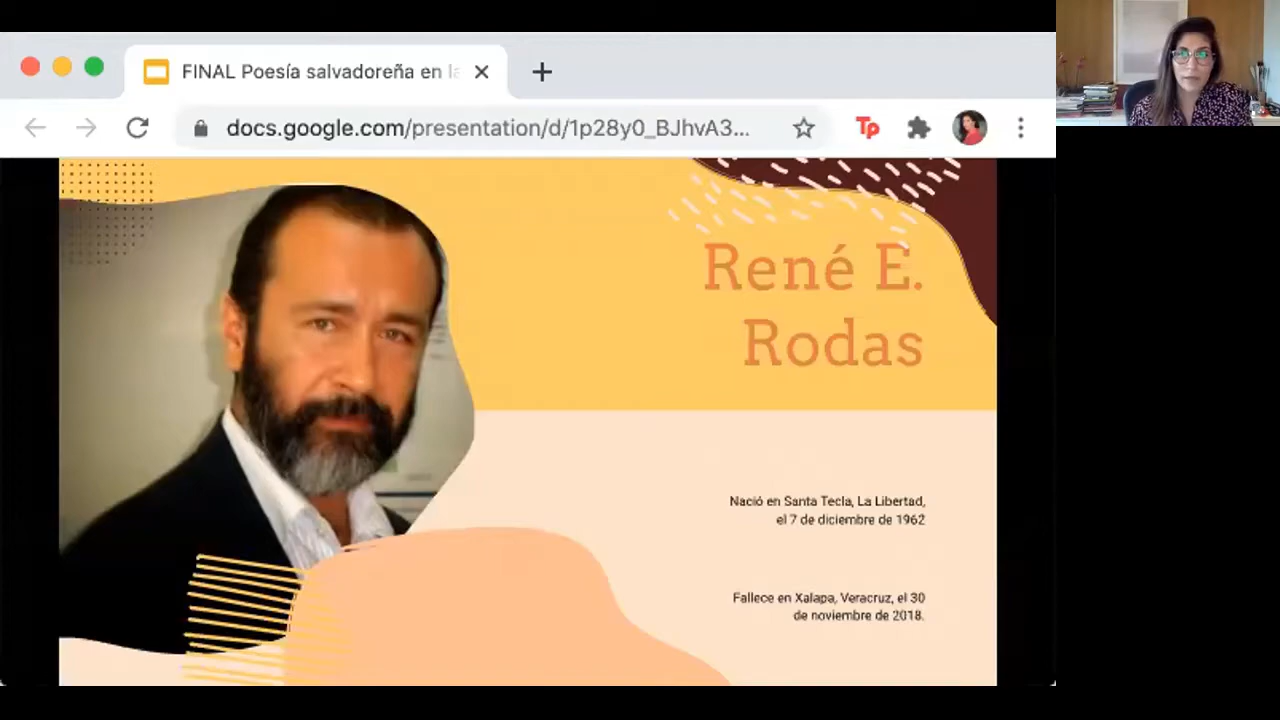 FINAL Poesía salvadoreña en la
docs.google.com/presentation/d/1p28y0_BJhvA3...
Tp
René E.
Rodas
Nació en Santa Tecla, La Libertad,
el 7 de diciembre de 1962
Fallece en Xalapa, Veracruz, el 30
de noviembre de 2018.